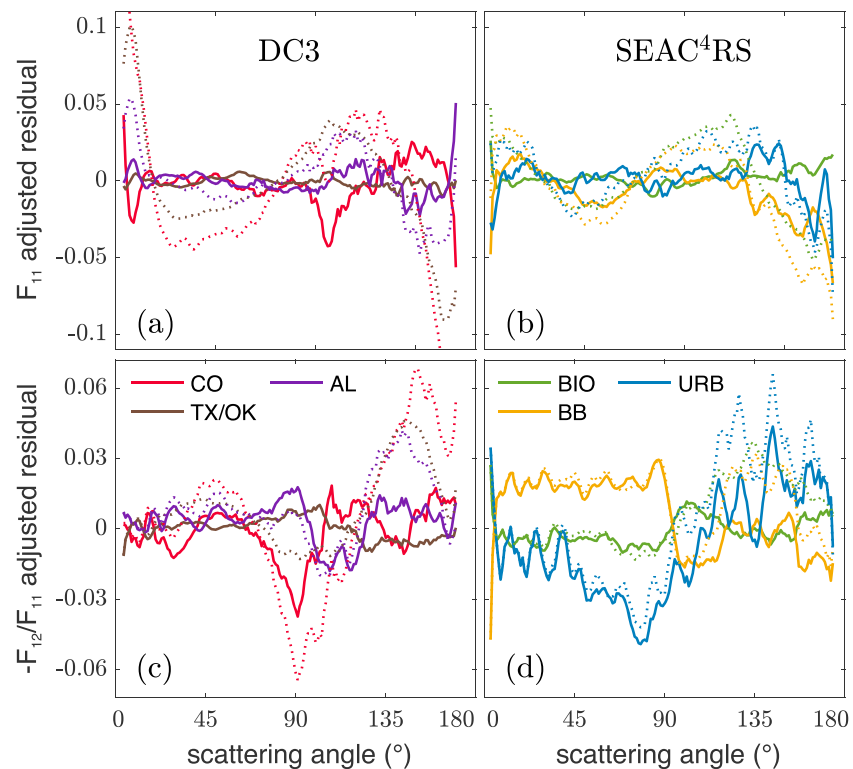 DC3
SEAC⁴RS
F₁₁ adjusted residual
0.1
0.05
0
-0.05
-0.1
(a)
(b)
-F₁₂/F₁₁ adjusted residual
0.06
0.03
0
-0.03
-0.06
CO
AL
TX/OK
BIO
URB
BB
(c)
(d)
0 45 90 135 180
0 45 90 135 180
scattering angle (°)
scattering angle (°)